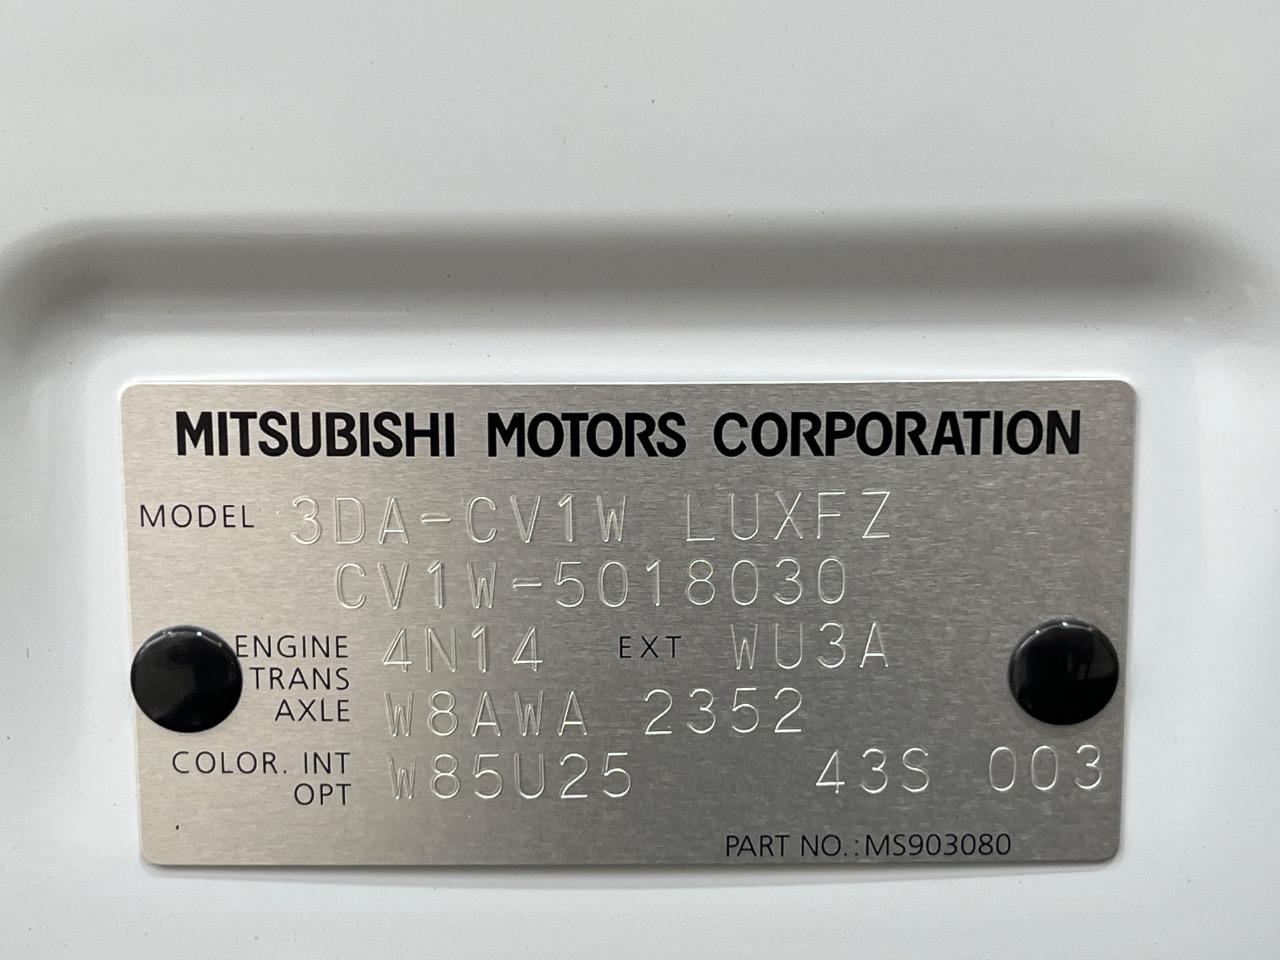 MITSUBISHI MOTORS CORPORATION
MODEL 3DA-CV1W LUXFZ
CV1W-5018030
ENGINE 4N14 EXT WU3A
TRANS
AXLE W8AWA 2352
COLOR. INT
OPT W85U25 43S 003
PART NO.:MS903080